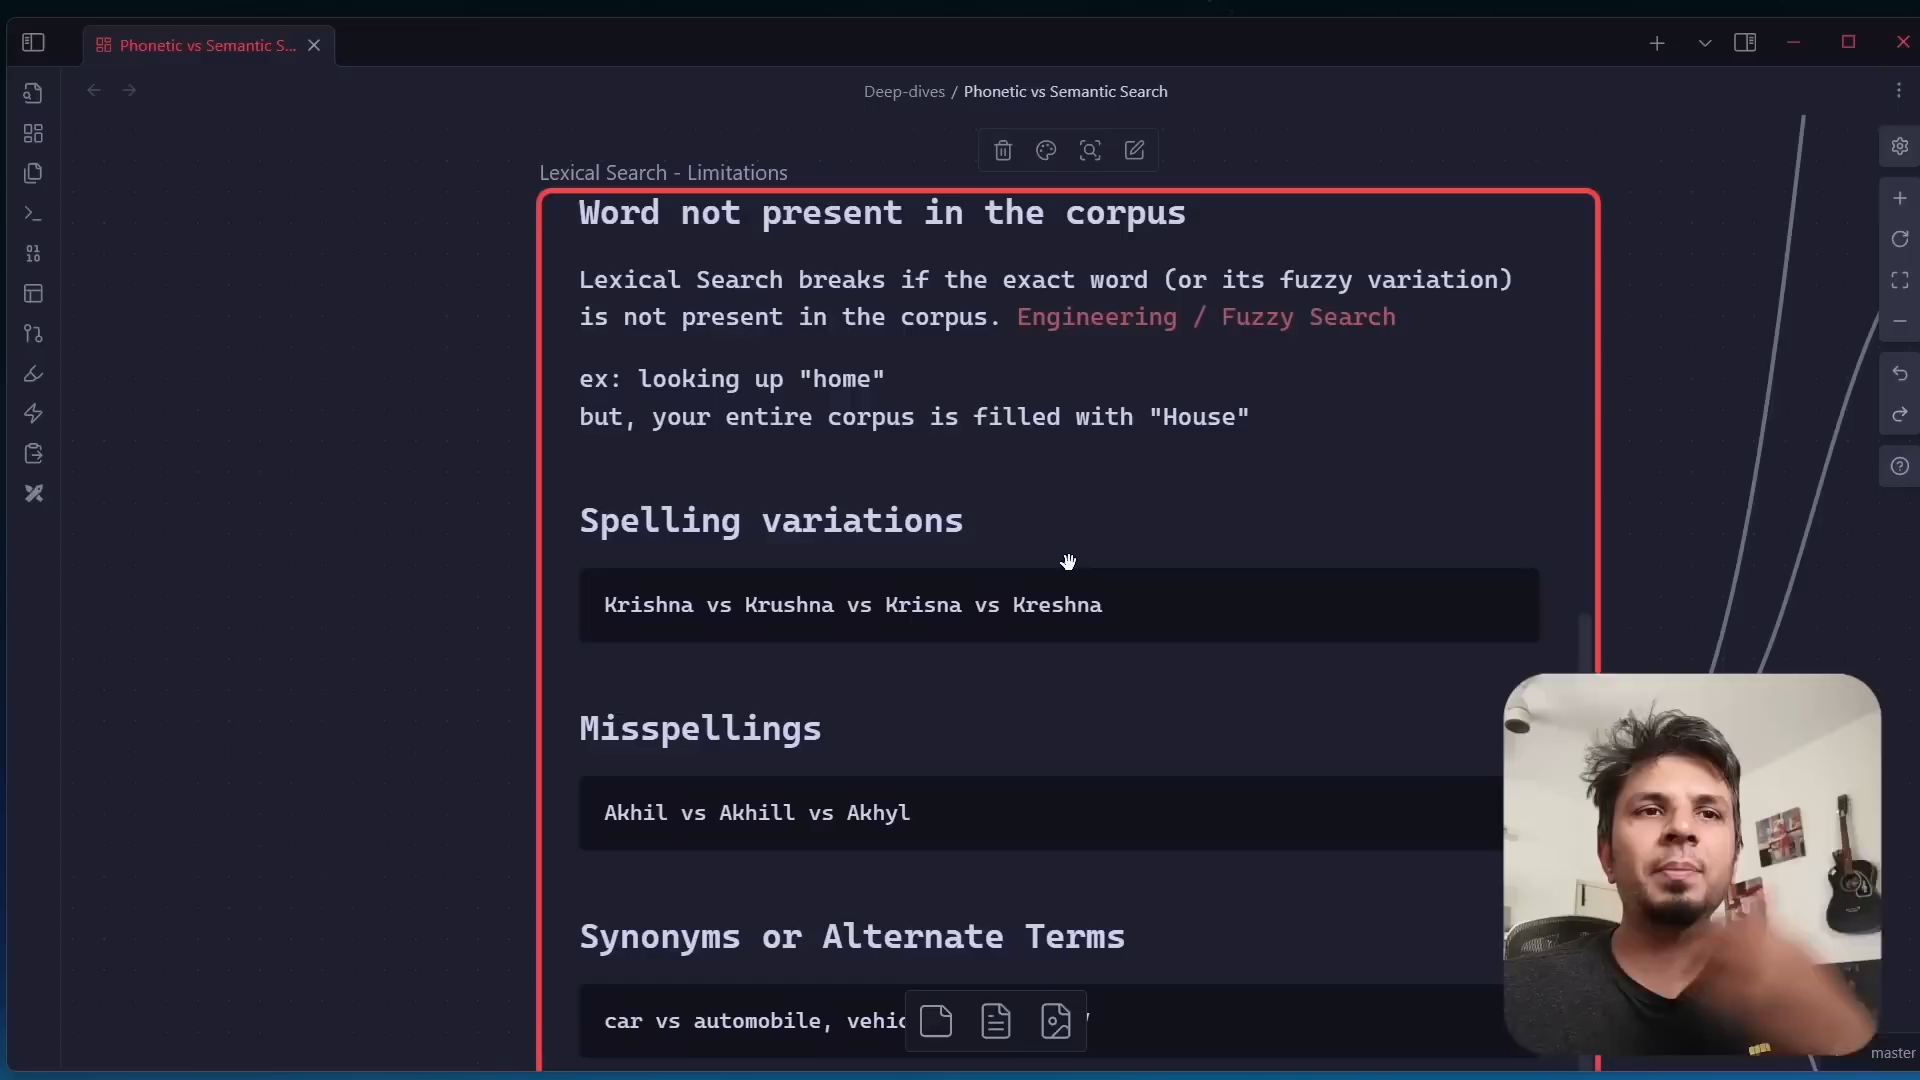 Phonetic vs Semantic S...
Deep-dives / Phonetic vs Semantic Search
Lexical Search - Limitations
Word not present in the corpus
Lexical Search breaks if the exact word (or its fuzzy variation)
is not present in the corpus. Engineering / Fuzzy Search
ex: looking up "home"
but, your entire corpus is filled with "House"
Spelling variations
Krishna vs Krushna vs Krisna vs Kreshna
Misspellings
Akhil vs Akhill vs Akhyl
Synonyms or Alternate Terms
car vs automobile,
master